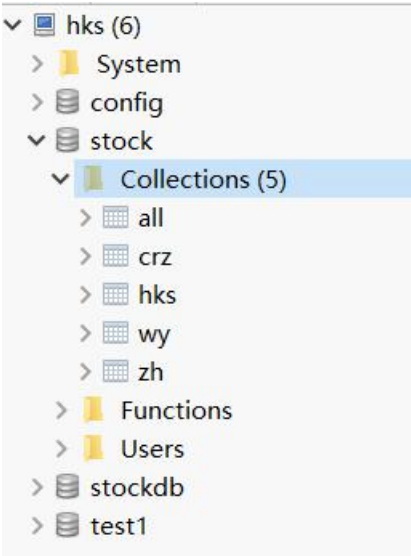 hks (6)
System
config
stock
Collections (5)
all
crz
hks
wy
zh
Functions
Users
stockdb
test1